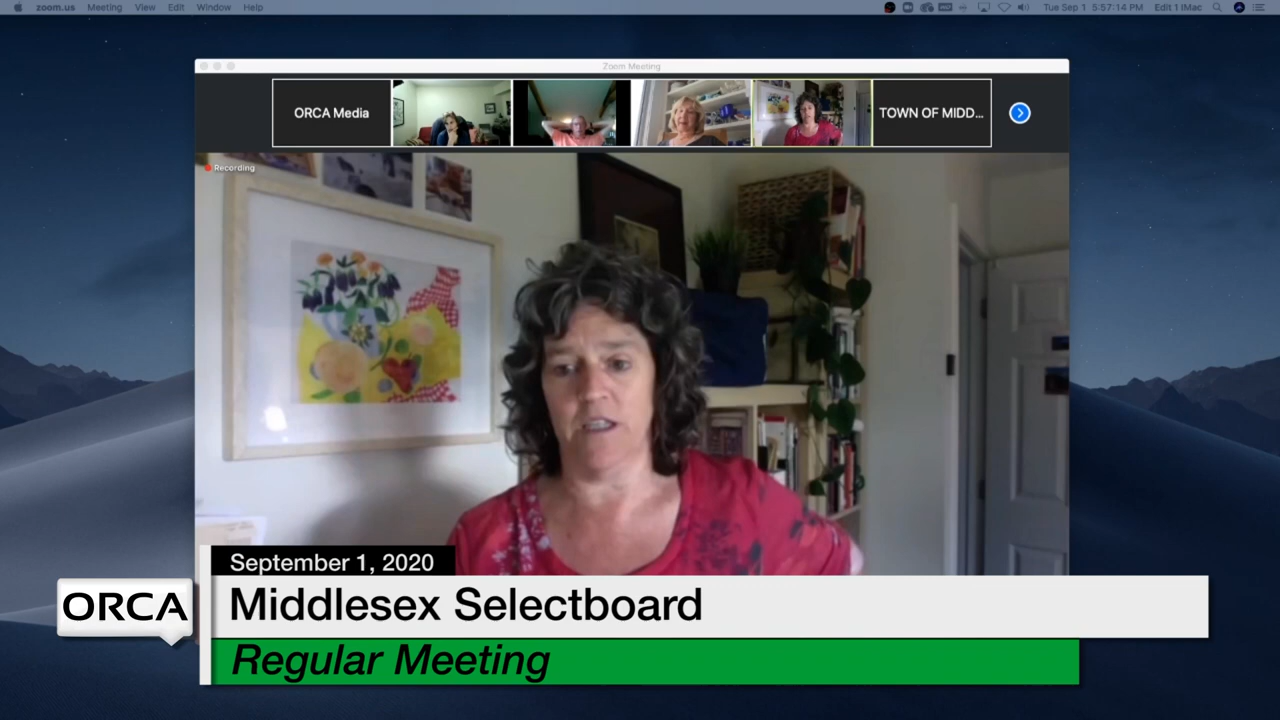 zoom.us Meeting View Edit Window Help Tue Sep 1 5:57:14 PM Edit 1 iMac
Zoom Meeting
ORCA Media
TOWN OF MIDD...
Recording
September 1, 2020
ORCA
Middlesex Selectboard
Regular Meeting